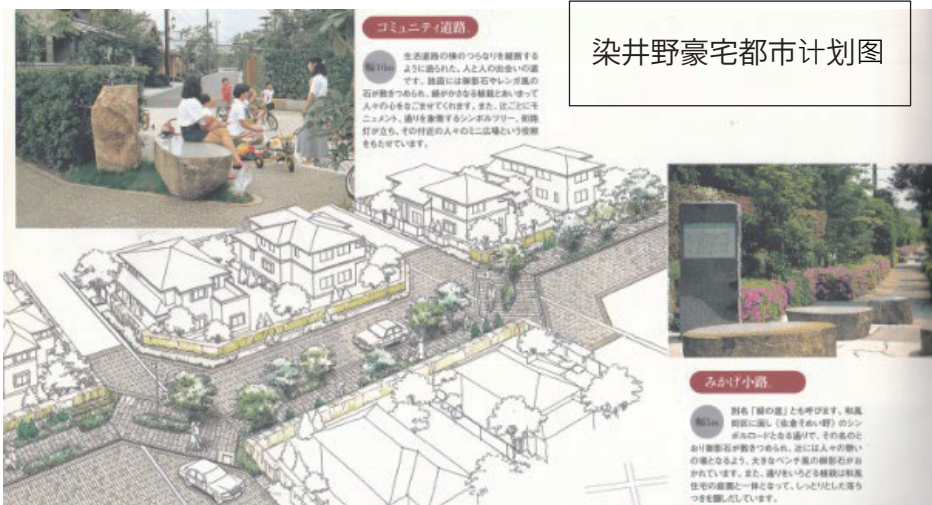 コミュニティ道路。
幅16m
生活道路の横のつらなりを縦断する
ように造られた、人と人の出会いの道
です。路面には御影石やレンガ風の
石が敷きつめられ、緑がかさなる植栽とあいまって
人々の心をなごませてくれます。また、辻ごとにモ
ニュメント、通りを象徴するシンボルツリー、街路
灯が立ち、その付近の人々のミニ広場という役割
をもたせています。
染井野豪宅都市计划图
みかげ小路。
幅5m
別名「緑の道」とも呼びます。和風
街区に面し〈佐倉そめい野〉のシン
ボルロードとなる通りで、その名のと
おり御影石が敷きつめられ、辻には人々の憩い
の場となるよう、大きなベンチ風の御影石がお
かれています。また、通りをいろどる植栽は和風
住宅の庭園と一体となって、しっとりとした落ち
つきを醸しだしています。